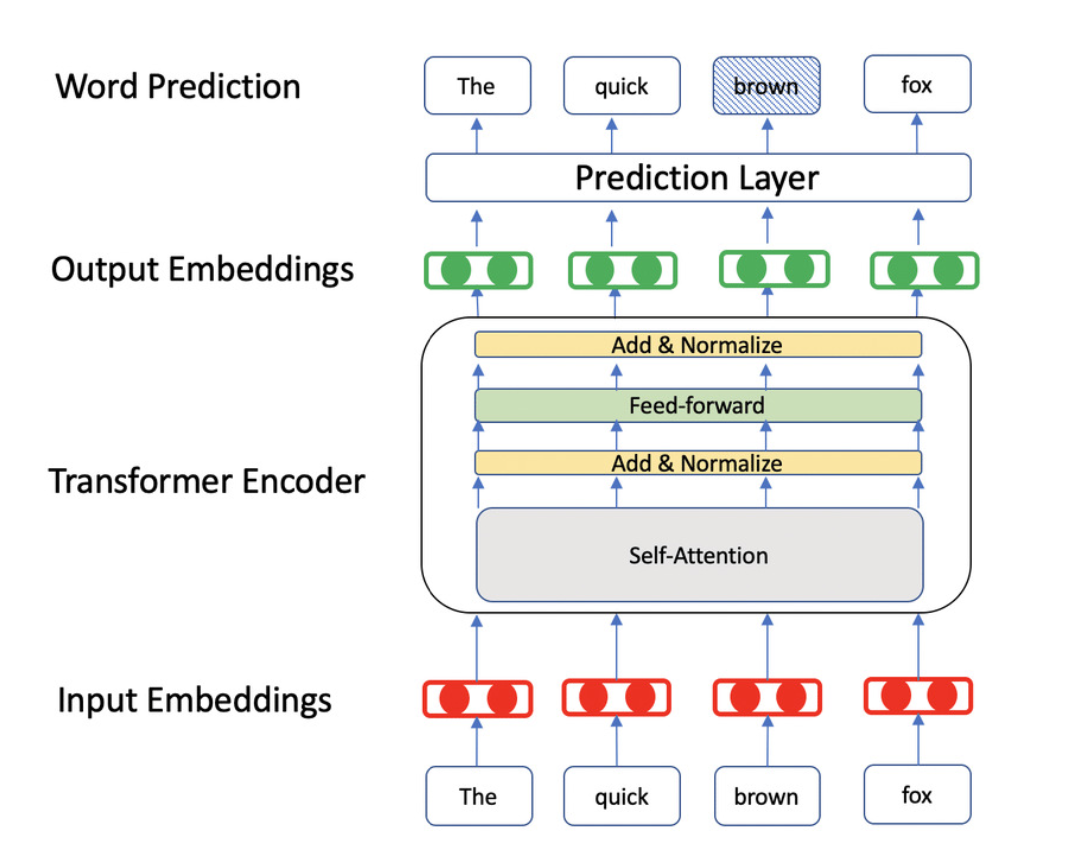 Word Prediction
The
quick
brown
fox
Prediction Layer
Output Embeddings
Add & Normalize
Feed-forward
Add & Normalize
Transformer Encoder
Self-Attention
Input Embeddings
The
quick
brown
fox